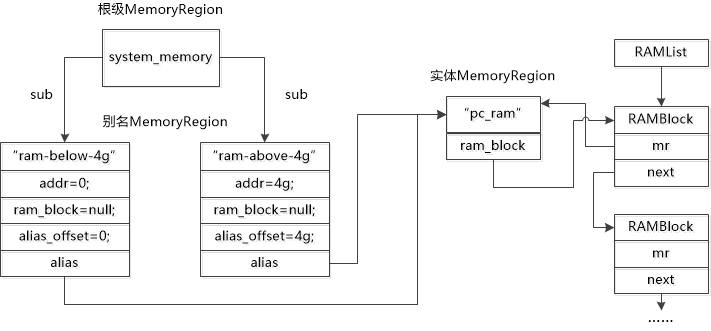 根级MemoryRegion
system_memory
sub
sub
别名MemoryRegion
“ram-below-4g”
addr=0;
ram_block=null;
alias_offset=0;
alias
“ram-above-4g”
addr=4g;
ram_block=null;
alias_offset=4g;
alias
实体MemoryRegion
“pc_ram”
ram_block
RAMList
RAMBlock
mr
next
RAMBlock
mr
next
……